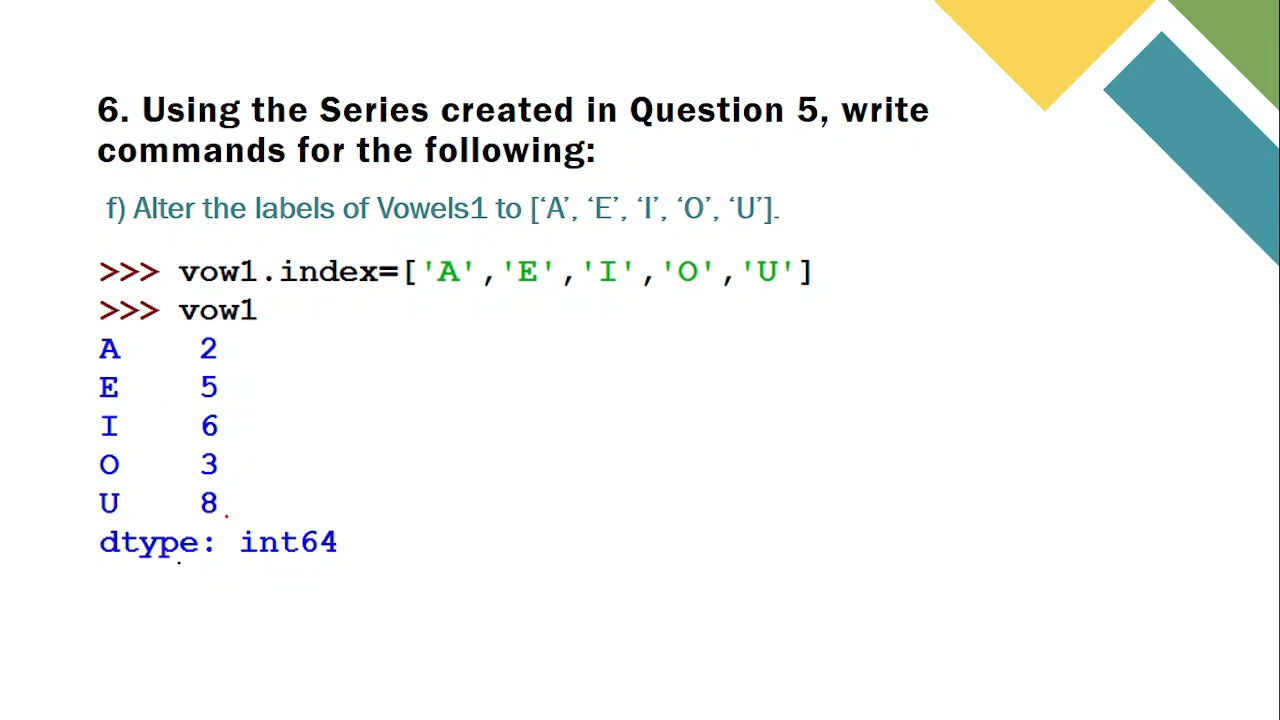 6. Using the Series created in Question 5, write
commands for the following:
f) Alter the labels of Vowels1 to [‘A’, ‘E’, ‘I’, ‘O’, ‘U’].
>>> vow1.index=['A','E','I','O','U']
>>> vow1
A    2
E    5
I    6
O    3
U    8
dtype: int64